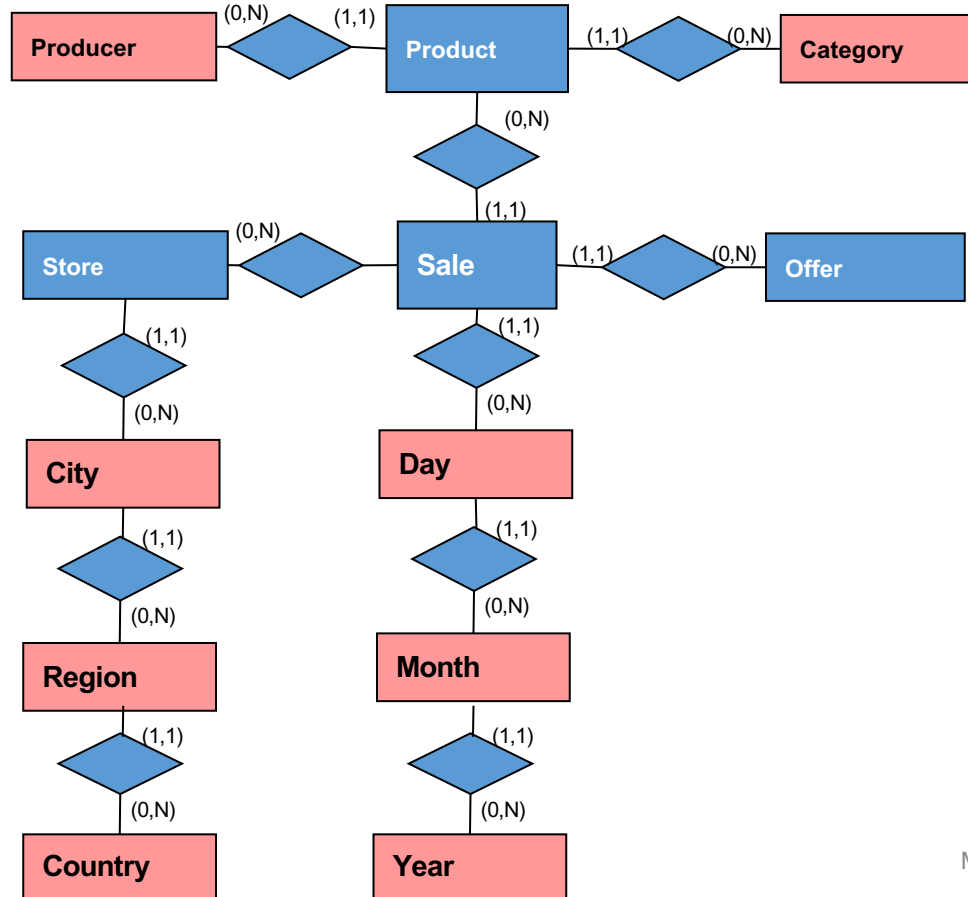 (0,N)
(1,1)
Producer
Product
(1,1)
(0,N)
Category
(0,N)
(1,1)
Store
(0,N)
Sale
(1,1)
(0,N)
Offer
(1,1)
(1,1)
(0,N)
(0,N)
City
Day
(1,1)
(1,1)
(0,N)
(0,N)
Region
Month
(1,1)
(1,1)
(0,N)
(0,N)
Country
Year